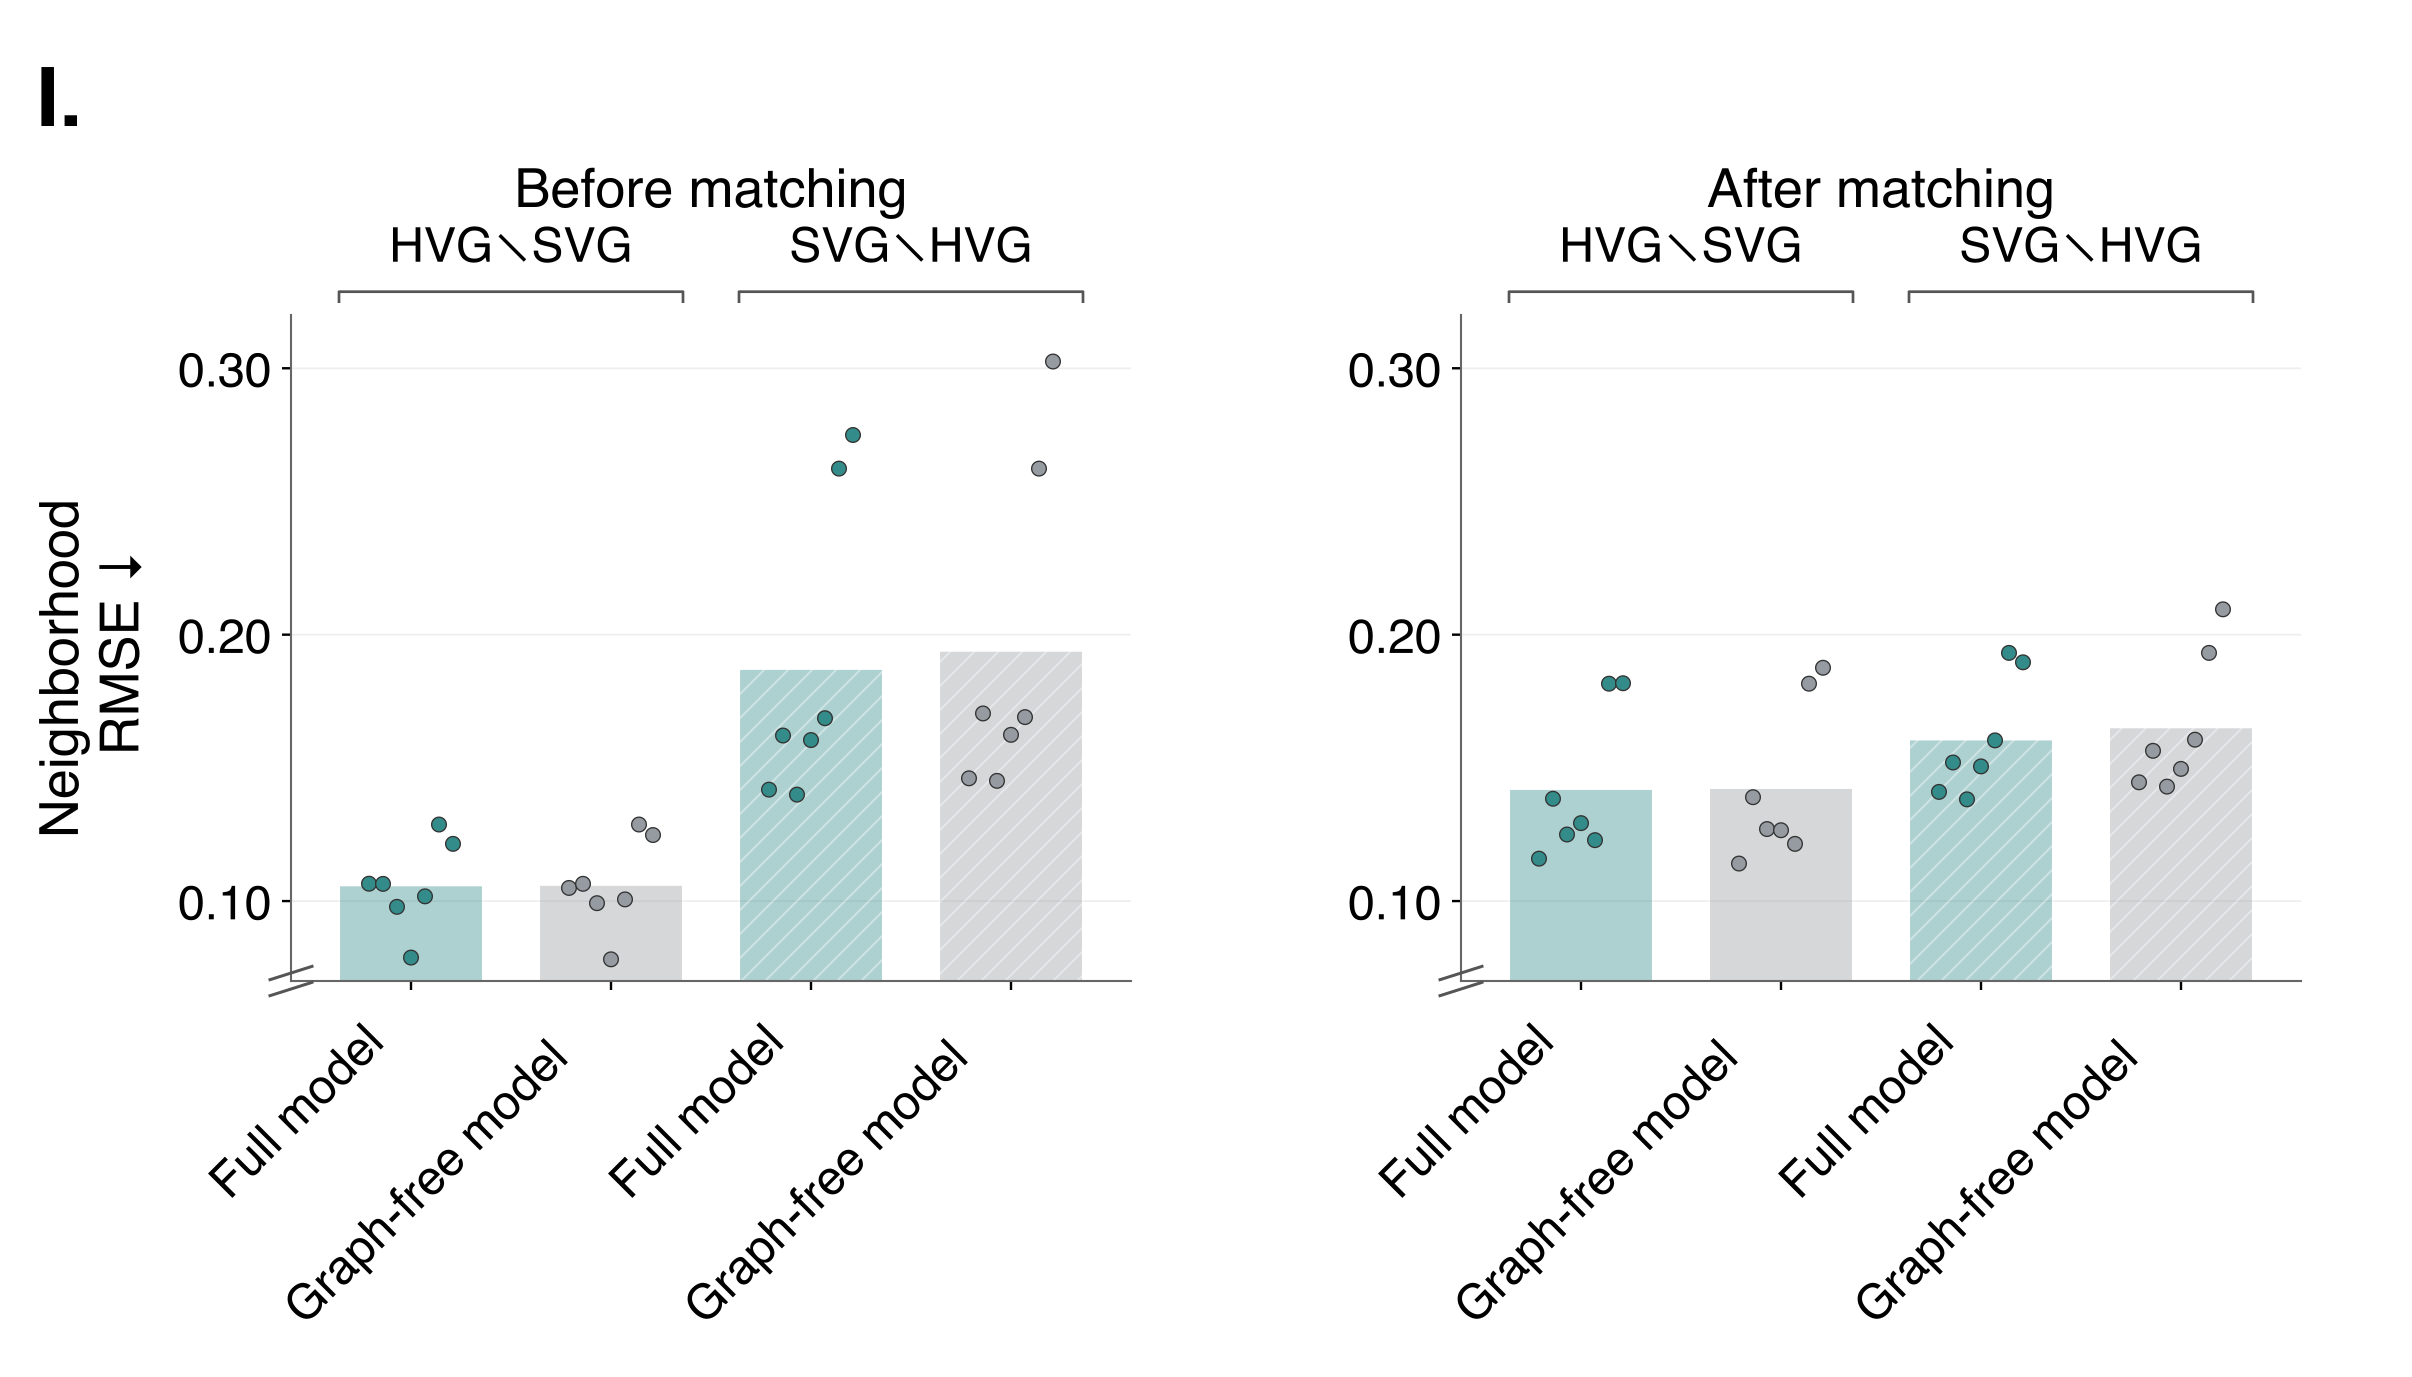 I.
Before matching
HVG∖SVG
SVG∖HVG
Neighborhood
RMSE ↓
0.30
0.20
0.10
Full model
Graph-free model
Full model
Graph-free model
After matching
HVG∖SVG
SVG∖HVG
0.30
0.20
0.10
Full model
Graph-free model
Full model
Graph-free model